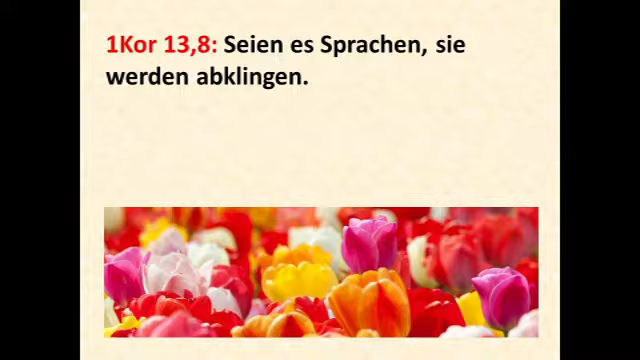 1Kor 13,8: Seien es Sprachen, sie
werden abklingen.